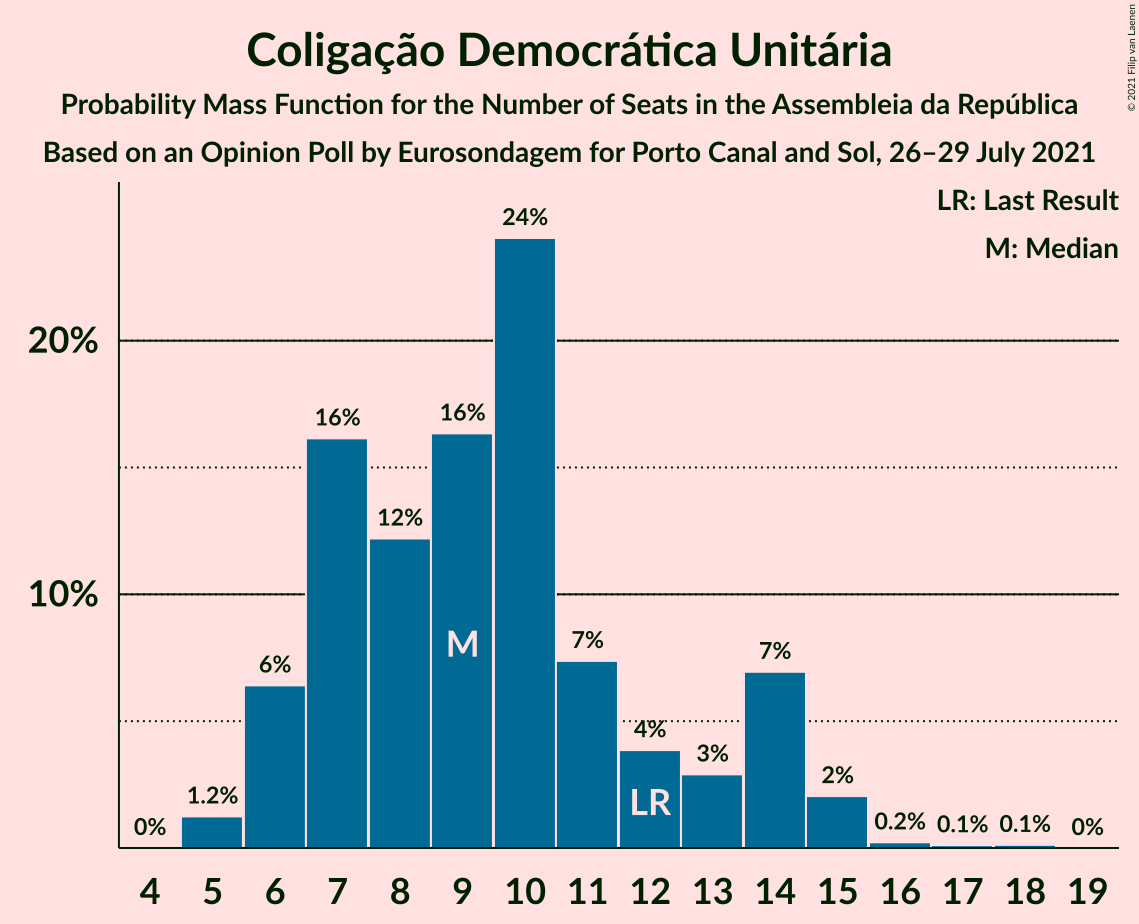 Coligação Democrática Unitária
Probability Mass Function for the Number of Seats in the Assembleia da República
Based on an Opinion Poll by Eurosondagem for Porto Canal and Sol, 26–29 July 2021
© 2021 Filip van Laenen
LR: Last Result
M: Median
20%
10%
0%
1.2%
6%
16%
12%
16%
24%
7%
4%
3%
7%
2%
0.2%
0.1%
0.1%
0%
M
LR
4 5 6 7 8 9 10 11 12 13 14 15 16 17 18 19